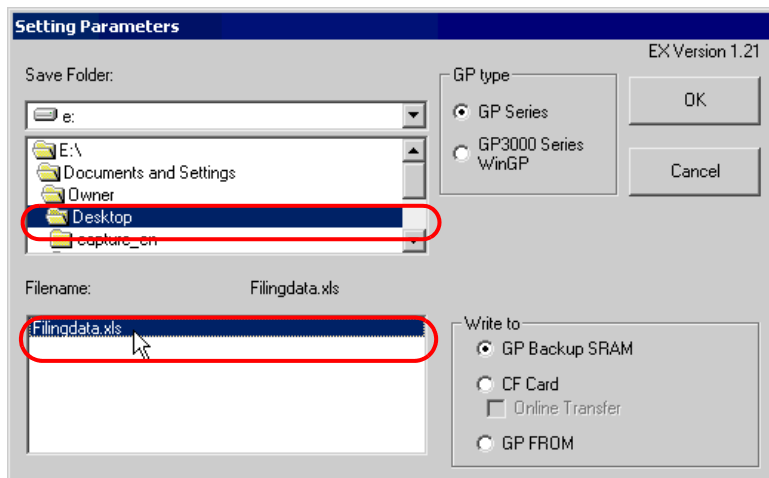 Setting Parameters
EX Version 1.21
Save Folder:
e:
E:\
Documents and Settings
Owner
Desktop
capture_en
GP type
GP Series
GP3000 Series
WinGP
OK
Cancel
Filename:
Filingdata.xls
Filingdata.xls
Write to
GP Backup SRAM
CF Card
Online Transfer
GP FROM